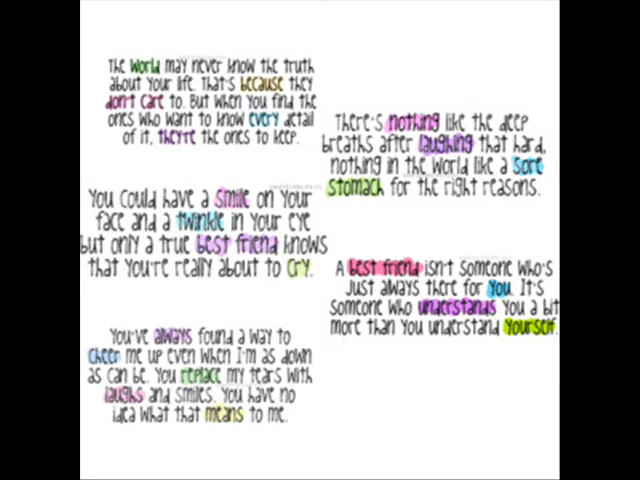 The world may never know the truth
about your life. That's because they
don't care to. But when you find the
ones who want to know every detail
of it, they're the ones to keep.
There's nothing like the deep
breaths after laughing that hard,
nothing in the world like a sore
stomach for the right reasons.
You could have a smile on your
face and a twinkle in your eye
but only a true best friend knows
that you're really about to cry.
A best friend isn't someone who's
just always there for you. It's
someone who understands you a bit
more than you understand yourself.
You've always found a way to
cheer me up even when I'm as down
as can be. You replace my tears with
laughs and smiles. You have no
idea what that means to me.